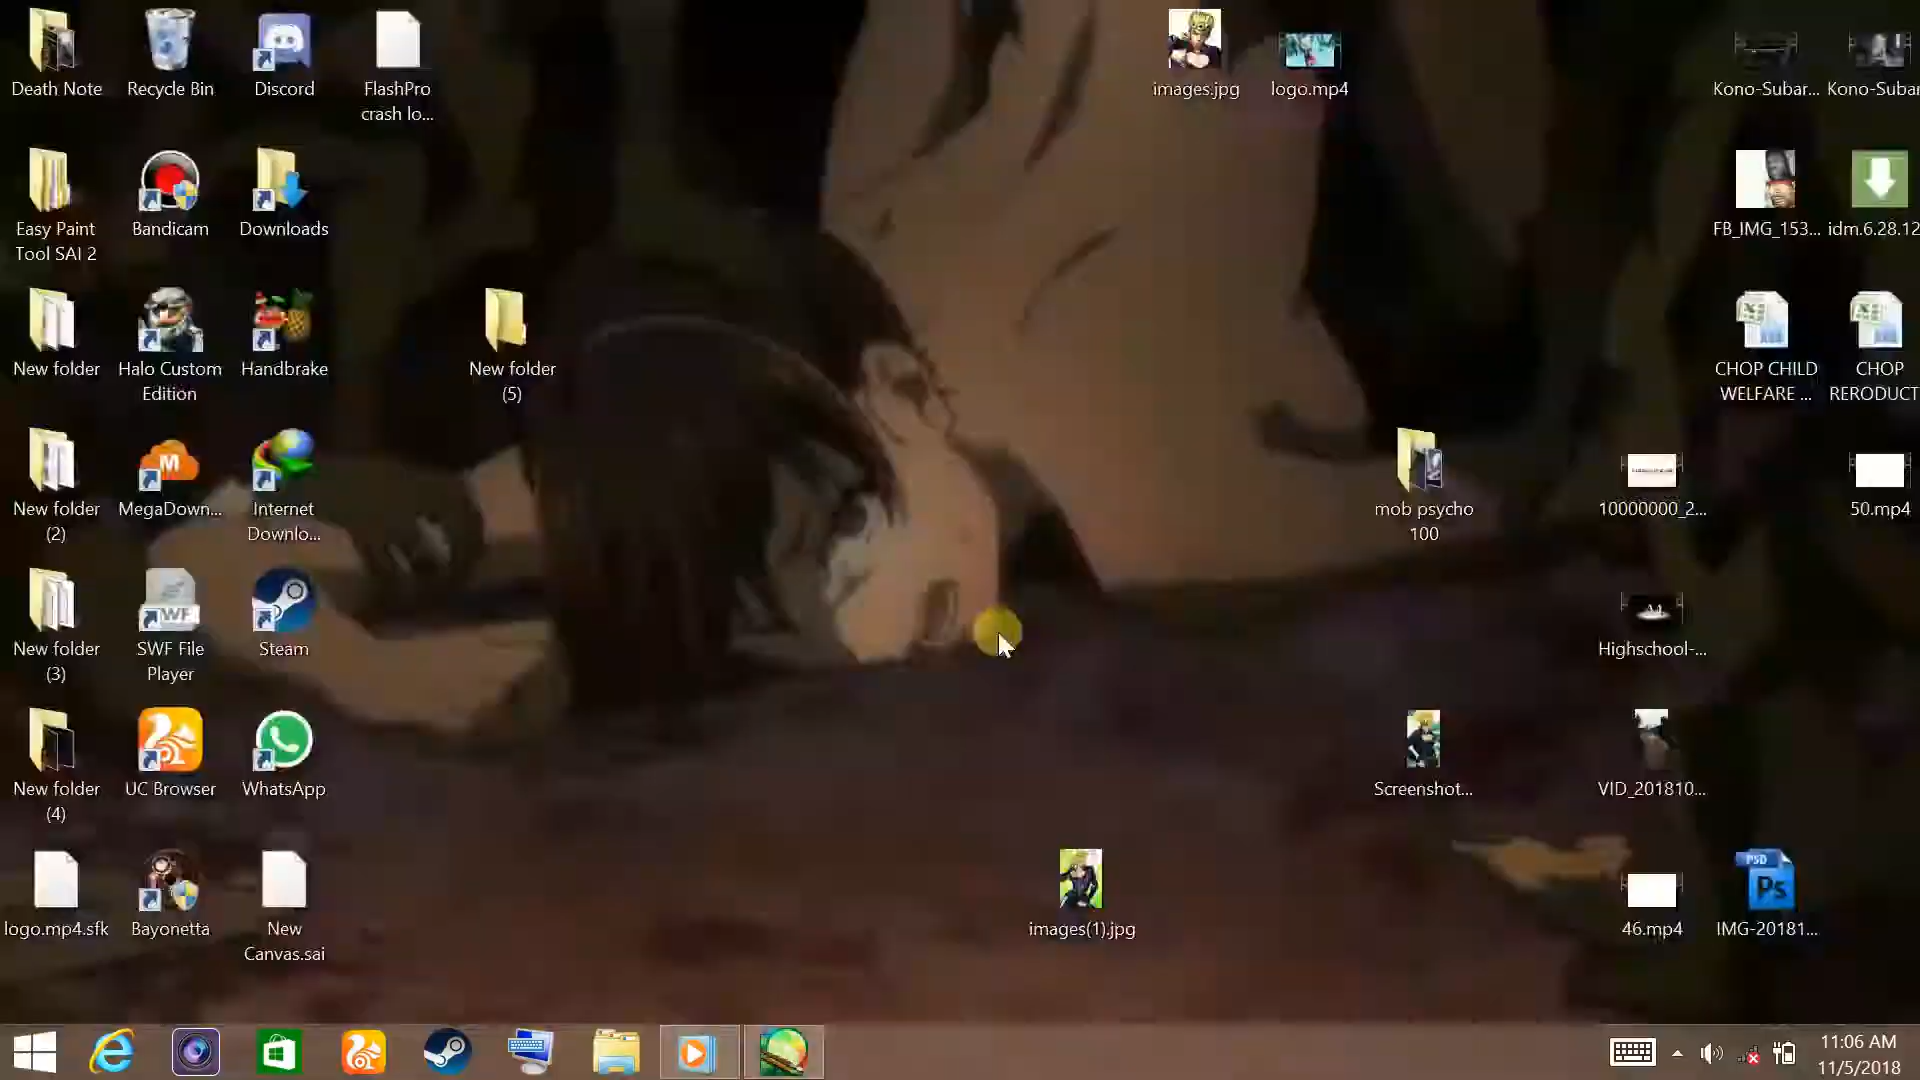 Death Note
Recycle Bin
Discord
FlashPro
crash lo...
images.jpg
logo.mp4
Kono-Subar...
Kono-Subar
Easy Paint
Tool SAI 2
Bandicam
Downloads
FB_IMG_153...
idm.6.28.12
New folder
Halo Custom
Edition
Handbrake
New folder
(5)
CHOP CHILD
WELFARE ...
CHOP
RERODUCT
New folder
(2)
MegaDown...
Internet
Downlo...
mob psycho
100
10000000_2...
50.mp4
New folder
(3)
SWF File
Player
Steam
Highschool-...
New folder
(4)
UC Browser
WhatsApp
Screenshot...
VID_201810...
logo.mp4.sfk
Bayonetta
New
Canvas.sai
images(1).jpg
46.mp4
PSD
Ps
IMG-20181...
11:06 AM
11/5/2018